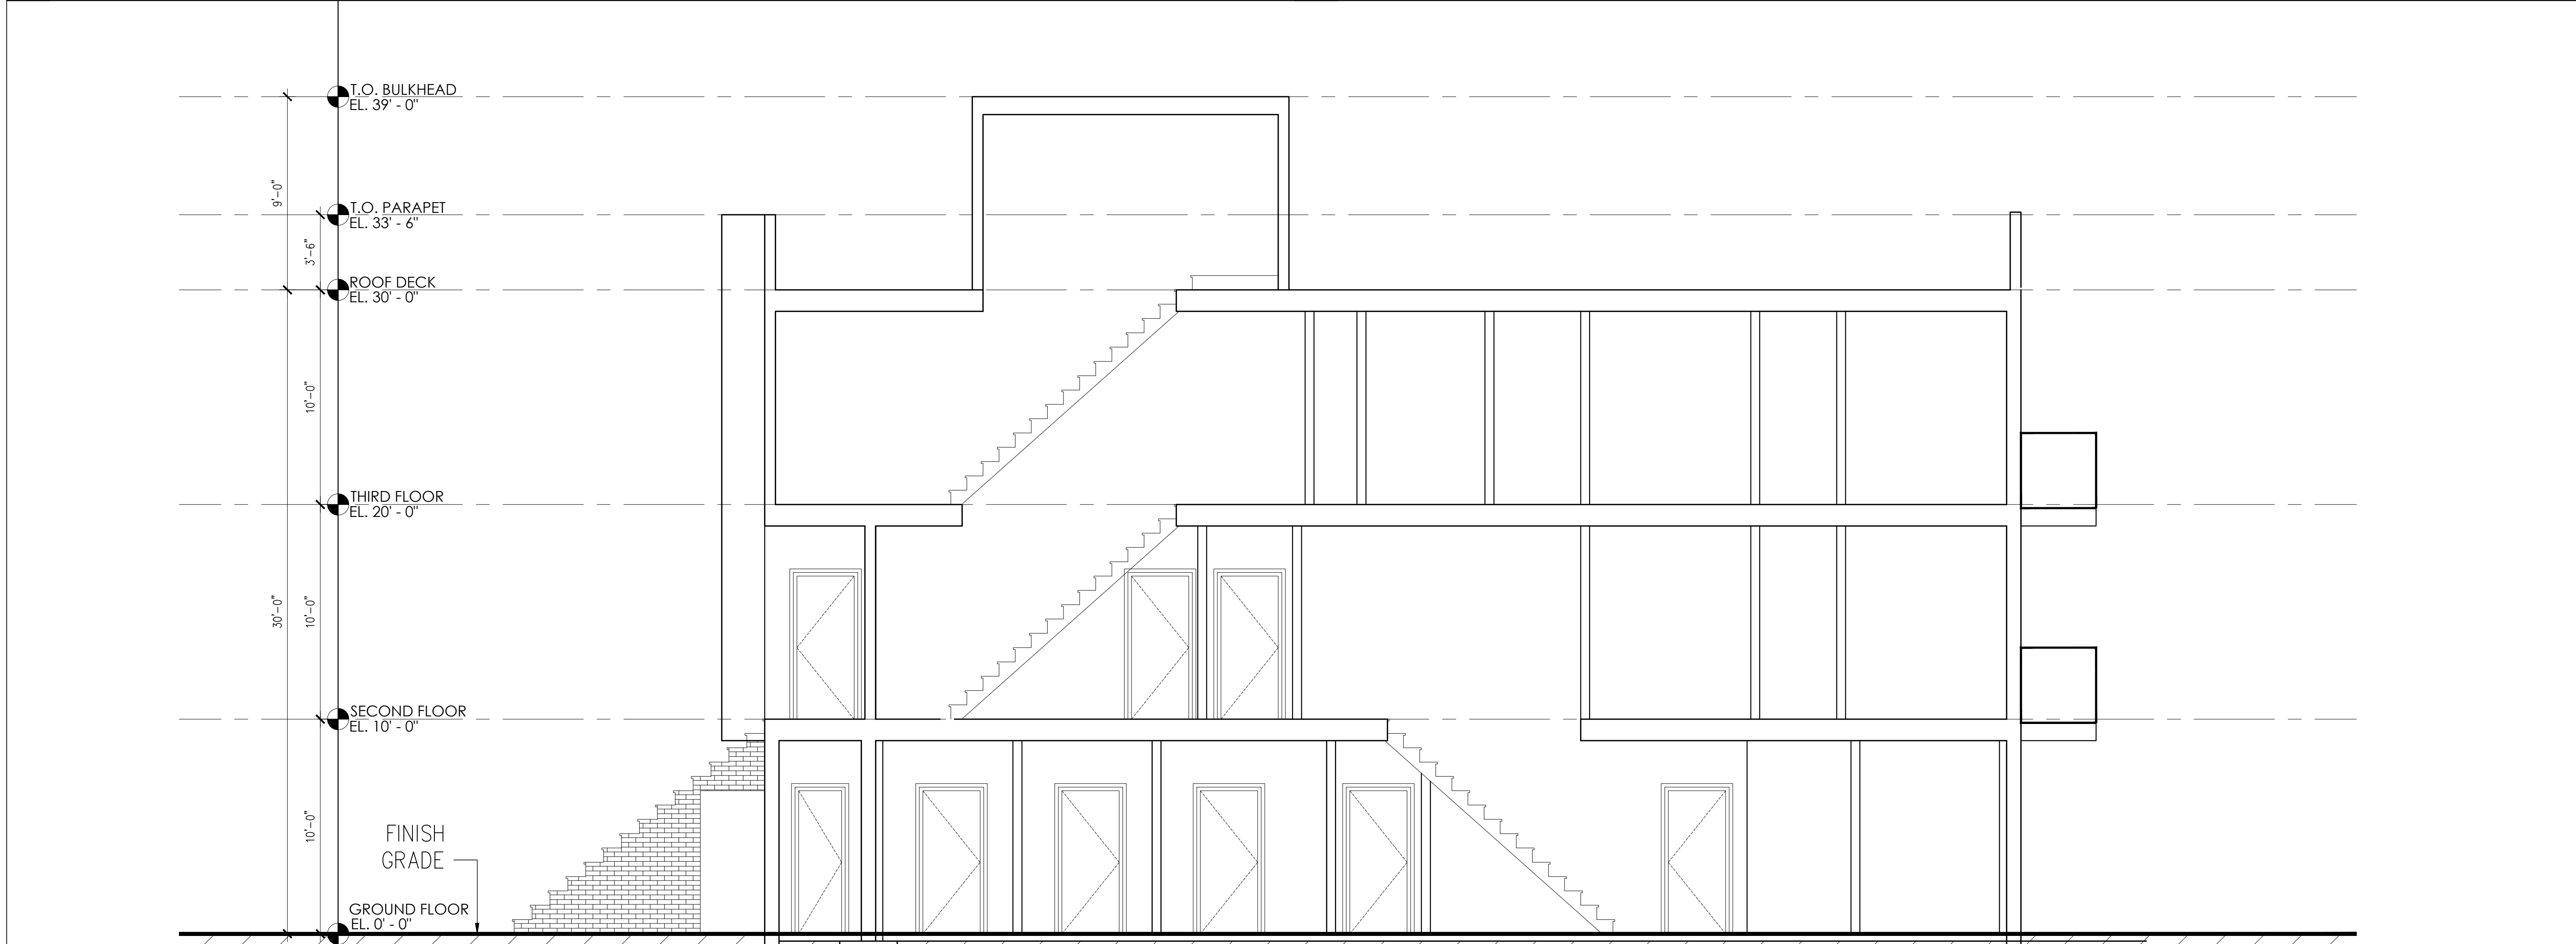 T.O. BULKHEAD
EL. 39' - 0"
9'-0"
T.O. PARAPET
EL. 33' - 6"
3'-6"
ROOF DECK
EL. 30' - 0"
10'-0"
THIRD FLOOR
EL. 20' - 0"
30'-0"
10'-0"
SECOND FLOOR
EL. 10' - 0"
10'-0"
FINISH
GRADE
GROUND FLOOR
EL. 0' - 0"